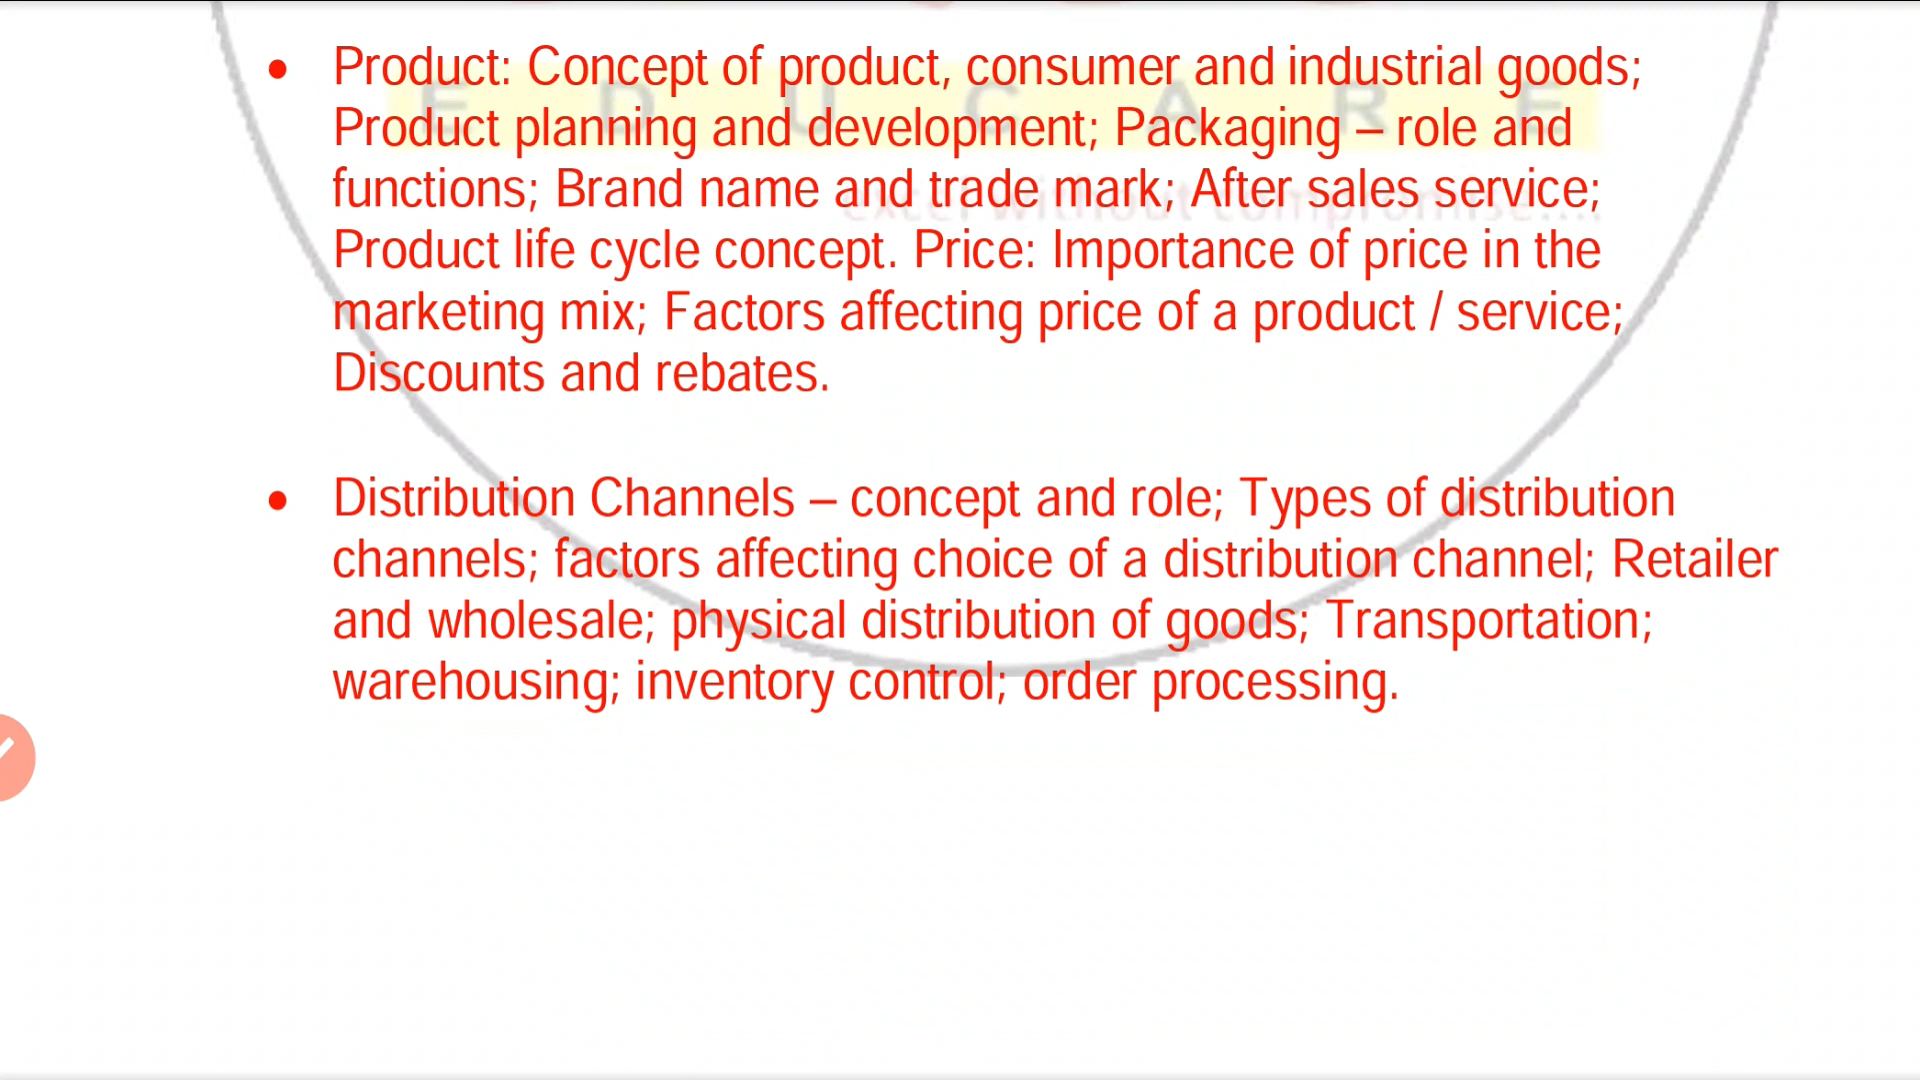 • Product: Concept of product, consumer and industrial goods;
E D U C A R E
Product planning and development; Packaging – role and
functions; Brand name and trade mark; After sales service;
excel without compromise....
Product life cycle concept. Price: Importance of price in the
marketing mix; Factors affecting price of a product / service;
Discounts and rebates.
• Distribution Channels – concept and role; Types of distribution
channels; factors affecting choice of a distribution channel; Retailer
and wholesale; physical distribution of goods; Transportation;
warehousing; inventory control; order processing.